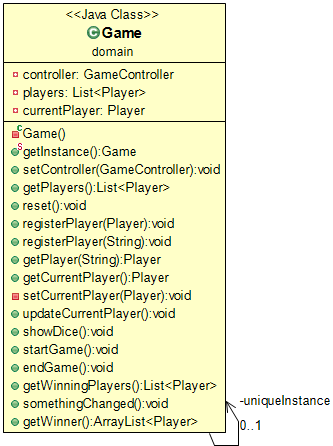 <<Java Class>>
Game
domain
controller: GameController
players: List<Player>
currentPlayer: Player
Game()
getInstance():Game
setController(GameController):void
getPlayers():List<Player>
reset():void
registerPlayer(Player):void
registerPlayer(String):void
getPlayer(String):Player
getCurrentPlayer():Player
setCurrentPlayer(Player):void
updateCurrentPlayer():void
showDice():void
startGame():void
endGame():void
getWinningPlayers():List<Player>
somethingChanged():void
getWinner():ArrayList<Player>
-uniqueInstance
0..1